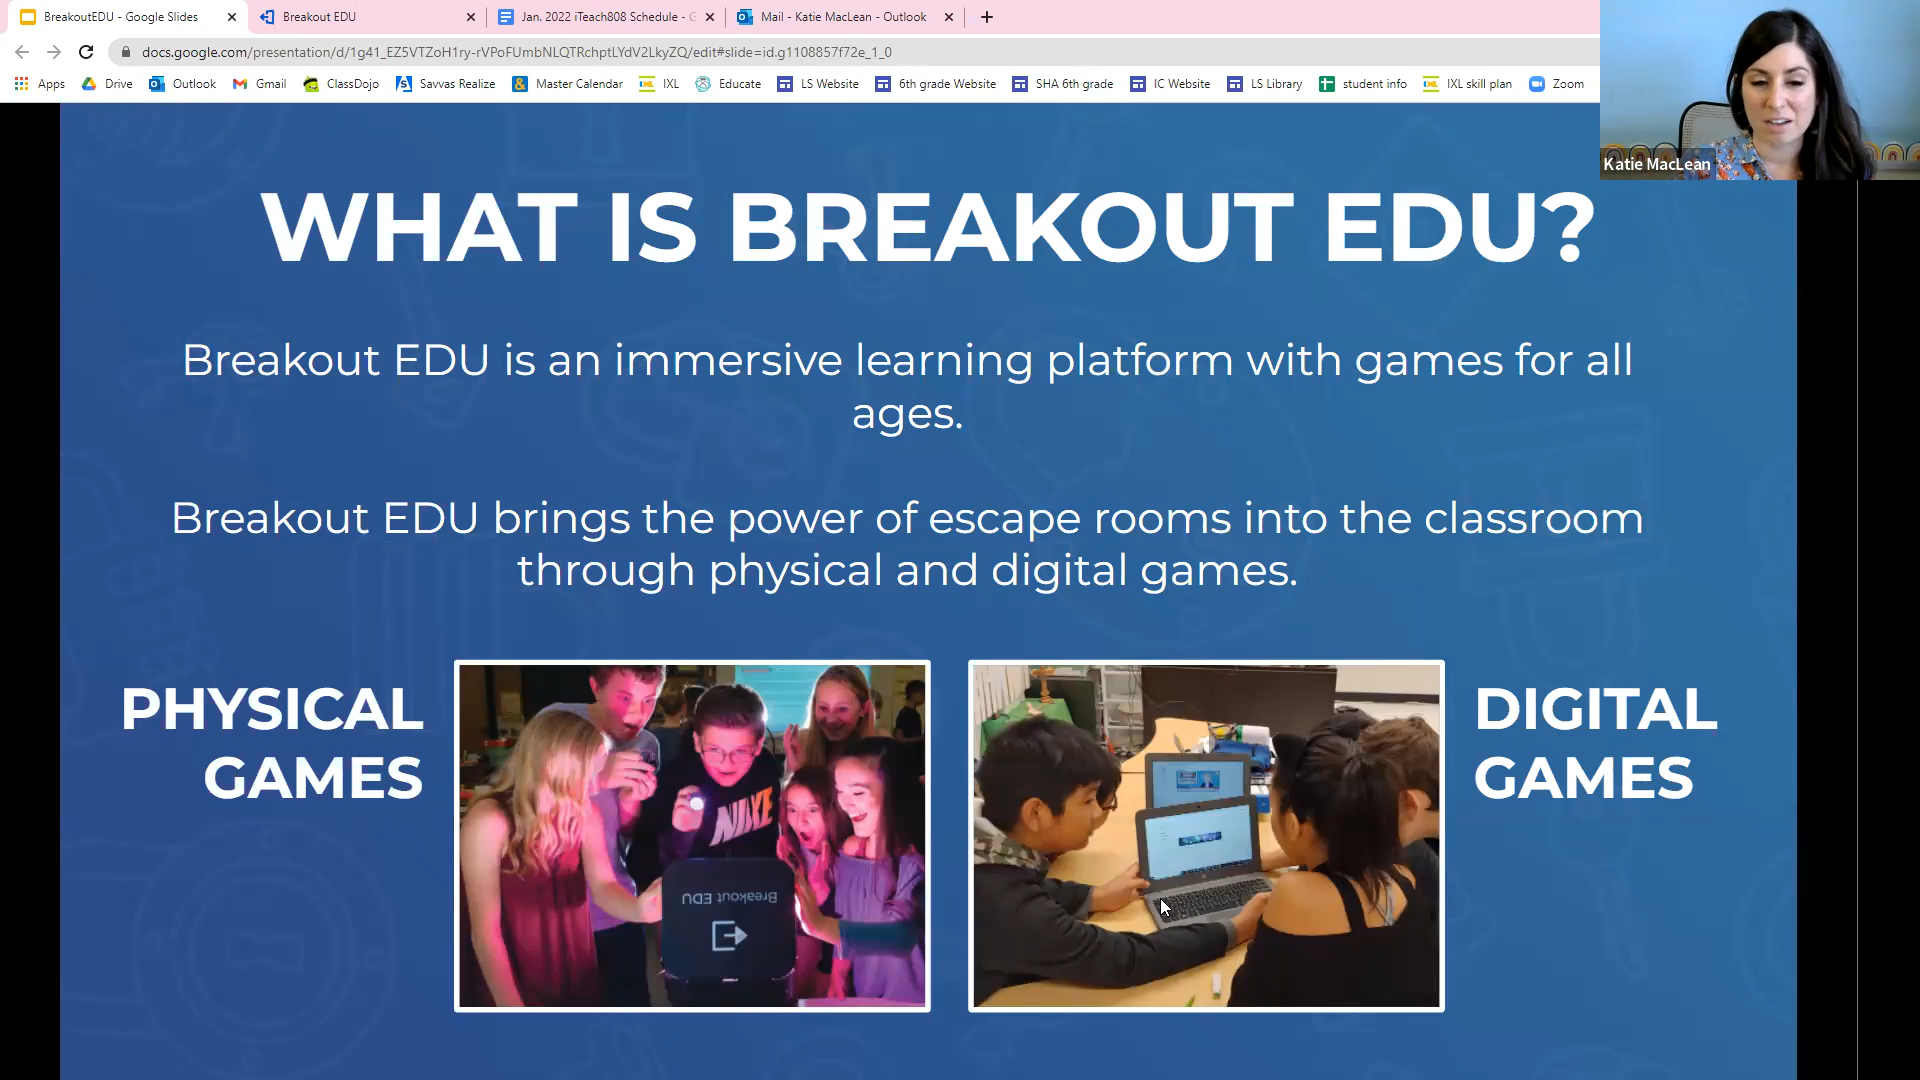 BreakoutEDU - Google Slides
Breakout EDU
Jan. 2022 iTeach808 Schedule - G
Mail - Katie MacLean - Outlook
docs.google.com/presentation/d/1g41_EZ5VTZoH1ry-rVPoFUmbNLQTRchptLYdV2LkyZQ/edit#slide=id.g1108857f72e_1_0
Apps Drive Outlook Gmail ClassDojo Savvas Realize Master Calendar IXL Educate LS Website 6th grade Website SHA 6th grade IC Website LS Library student info IXL skill plan Zoom
Katie MacLean
WHAT IS BREAKOUT EDU?
Breakout EDU is an immersive learning platform with games for all
ages.
Breakout EDU brings the power of escape rooms into the classroom
through physical and digital games.
PHYSICAL
GAMES
NIKE
Breakout EDU
DIGITAL
GAMES